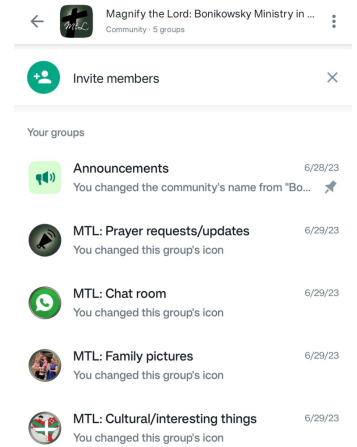 Magnify the Lord: Bonikowsky Ministry in ...
Community · 5 groups
MtL
Invite members
Your groups
Announcements 6/28/23
You changed the community's name from "Bo...
MTL: Prayer requests/updates 6/29/23
You changed this group's icon
MTL: Chat room 6/29/23
You changed this group's icon
MTL: Family pictures 6/29/23
You changed this group's icon
MTL: Cultural/interesting things 6/29/23
You changed this group's icon